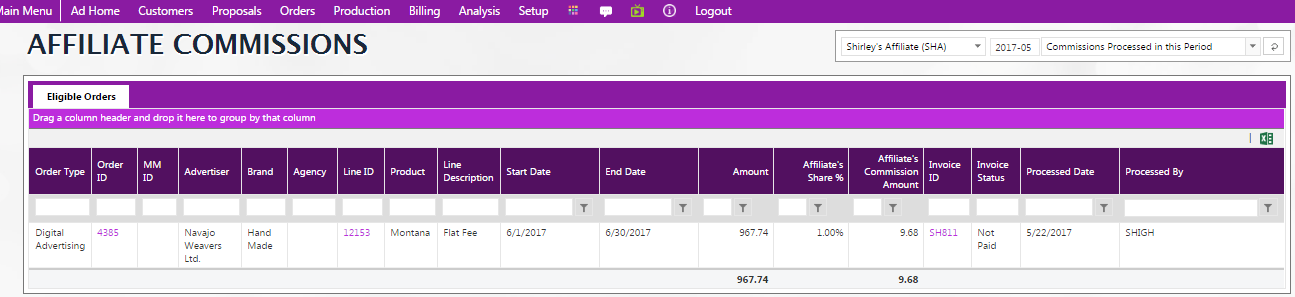 Main Menu Ad Home Customers Proposals Orders Production Billing Analysis Setup Logout
AFFILIATE COMMISSIONS
Shirley's Affiliate (SHA) 2017-05 Commissions Processed in this Period
Eligible Orders
Drag a column header and drop it here to group by that column
Order Type Order ID MM ID Advertiser Brand Agency Line ID Product Line Description Start Date End Date Amount Affiliate's Share % Affiliate's Commission Amount Invoice ID Invoice Status Processed Date Processed By
Digital Advertising 4385 Navajo Weavers Ltd. Hand Made 12153 Montana Flat Fee 6/1/2017 6/30/2017 967.74 1.00% 9.68 SH811 Not Paid 5/22/2017 SHIGH
967.74 9.68